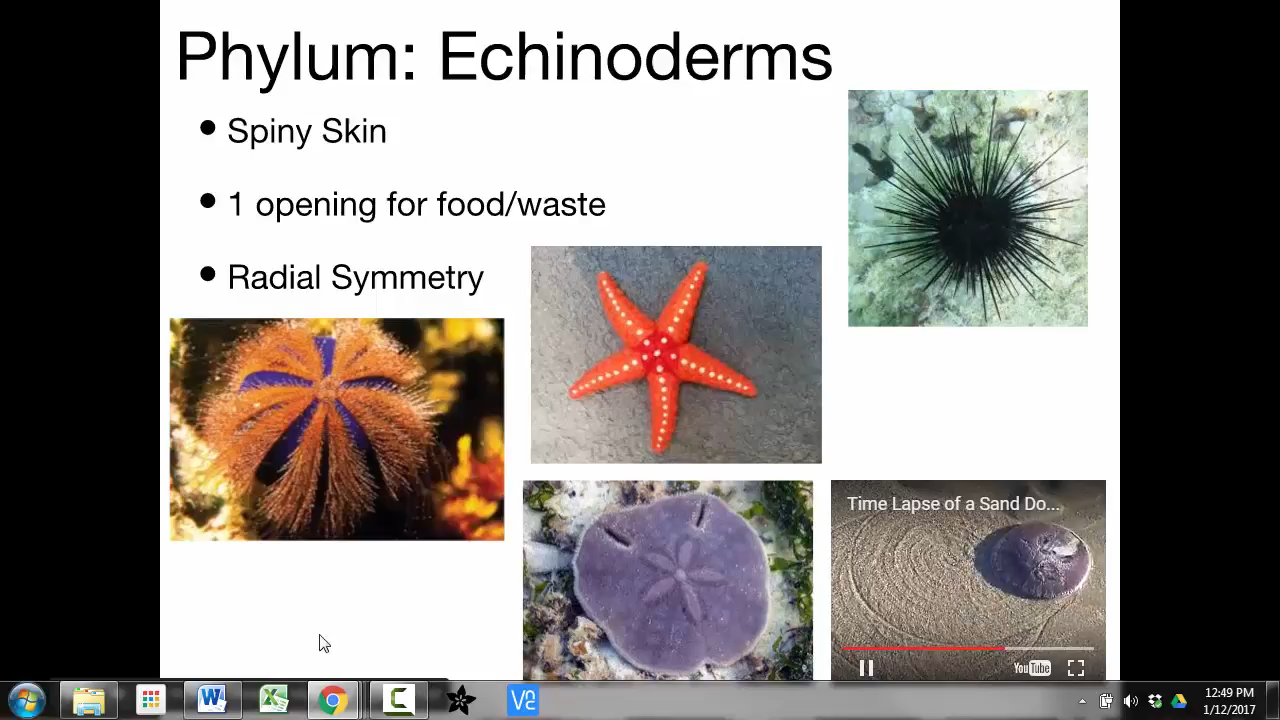 Phylum: Echinoderms
• Spiny Skin
• 1 opening for food/waste
• Radial Symmetry
Time Lapse of a Sand Do...
YouTube
12:49 PM
1/12/2017